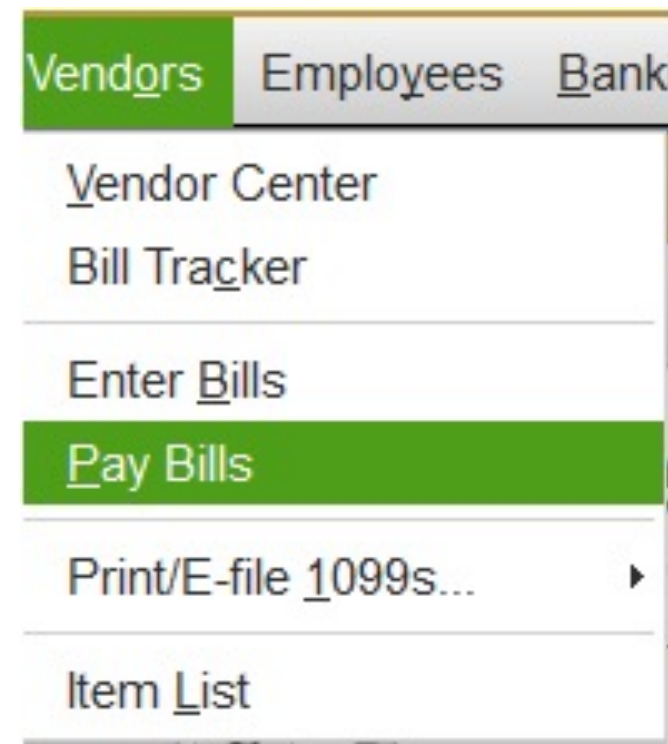 Vendors Employees Bank
Vendor Center
Bill Tracker
Enter Bills
Pay Bills
Print/E-file 1099s...
Item List